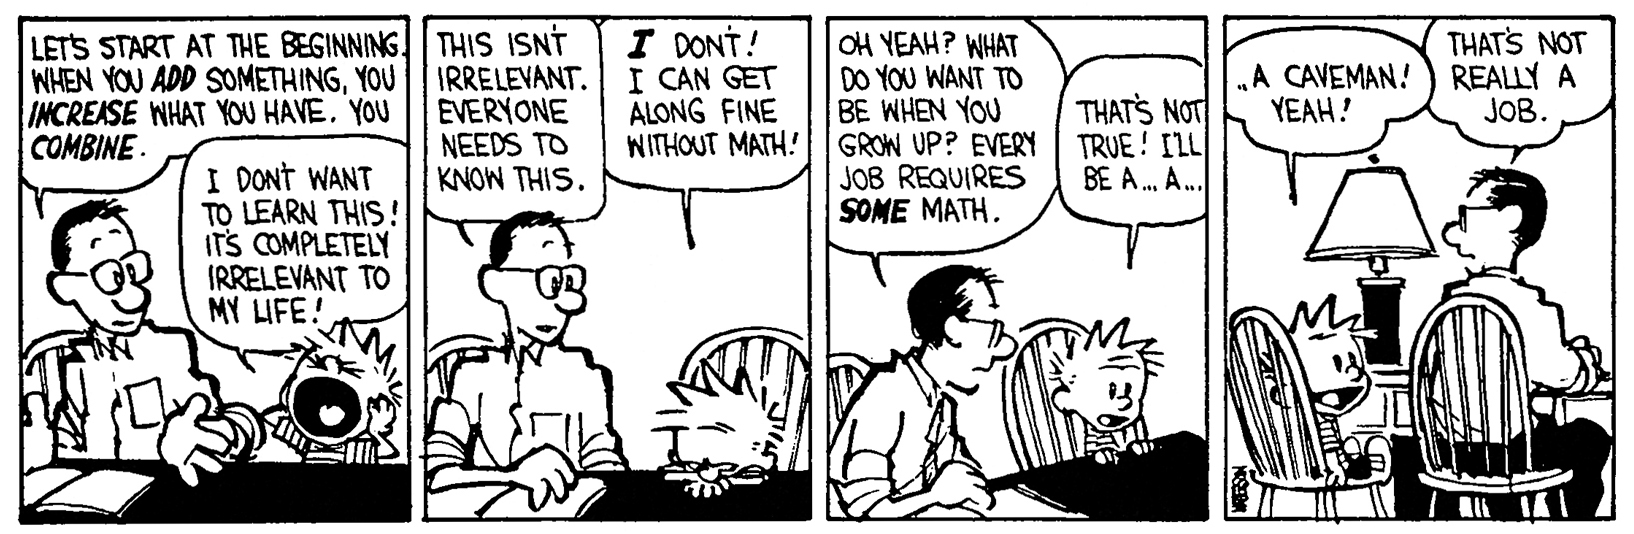 LET'S START AT THE BEGINNING.
WHEN YOU ADD SOMETHING, YOU
INCREASE WHAT YOU HAVE. YOU
COMBINE.
I DON'T WANT
TO LEARN THIS!
IT'S COMPLETELY
IRRELEVANT TO
MY LIFE!
THIS ISN'T
IRRELEVANT.
EVERYONE
NEEDS TO
KNOW THIS.
I DON'T!
I CAN GET
ALONG FINE
WITHOUT MATH!
OH YEAH? WHAT
DO YOU WANT TO
BE WHEN YOU
GROW UP? EVERY
JOB REQUIRES
SOME MATH.
THAT'S NOT
TRUE! I'LL
BE A... A...
..A CAVEMAN!
YEAH!
THAT'S NOT
REALLY A
JOB.
WATTERSON